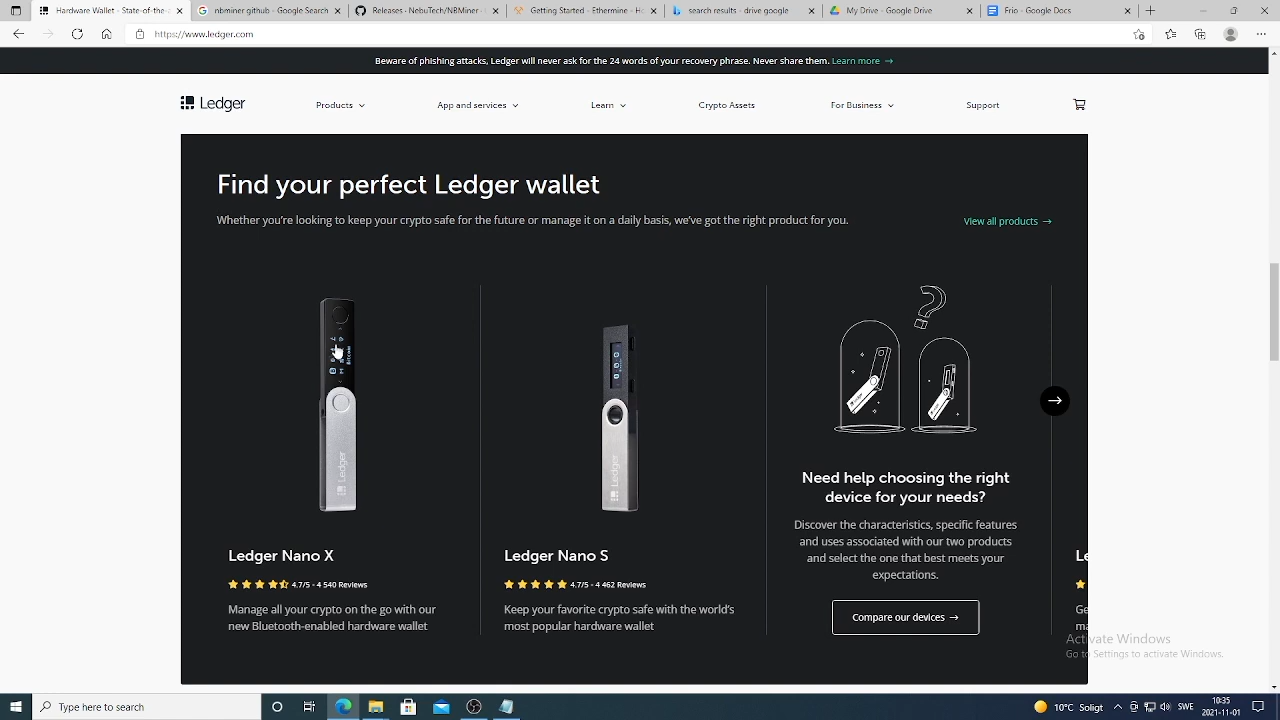 Hardware Wallet - State-of-the-
nbminer github - Google Search
Releases · NebuTech/NBMiner ·
Getting Started - Ethermine - Hi
search results - drive google
My Drive - Google Drive
frio - Google Docs
https://www.ledger.com
Beware of phishing attacks, Ledger will never ask for the 24 words of your recovery phrase. Never share them. Learn more →
Ledger
Products
App and services
Learn
Crypto Assets
For Business
Support
Find your perfect Ledger wallet
Whether you're looking to keep your crypto safe for the future or manage it on a daily basis, we've got the right product for you.
View all products →
Bitcoin
Ledger
Ledger
Ledger Nano X
4.7/5 - 4 540 Reviews
Manage all your crypto on the go with our
new Bluetooth-enabled hardware wallet
Ledger Nano S
4.7/5 - 4 462 Reviews
Keep your favorite crypto safe with the world's
most popular hardware wallet
Need help choosing the right
device for your needs?
Discover the characteristics, specific features
and uses associated with our two products
and select the one that best meets your
expectations.
Compare our devices →
Le
Ge
ma
Activate Windows
Go to Settings to activate Windows.
Type here to search
10°C Soligt
SWE
10:35
2021-11-01